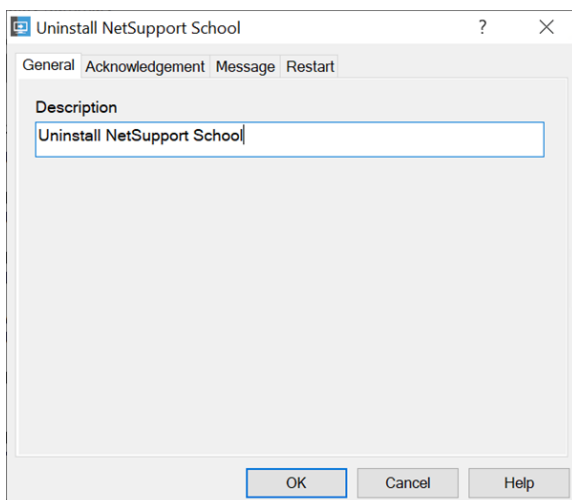 Uninstall NetSupport School
?
General Acknowledgement Message Restart
Description
Uninstall NetSupport School
OK Cancel Help